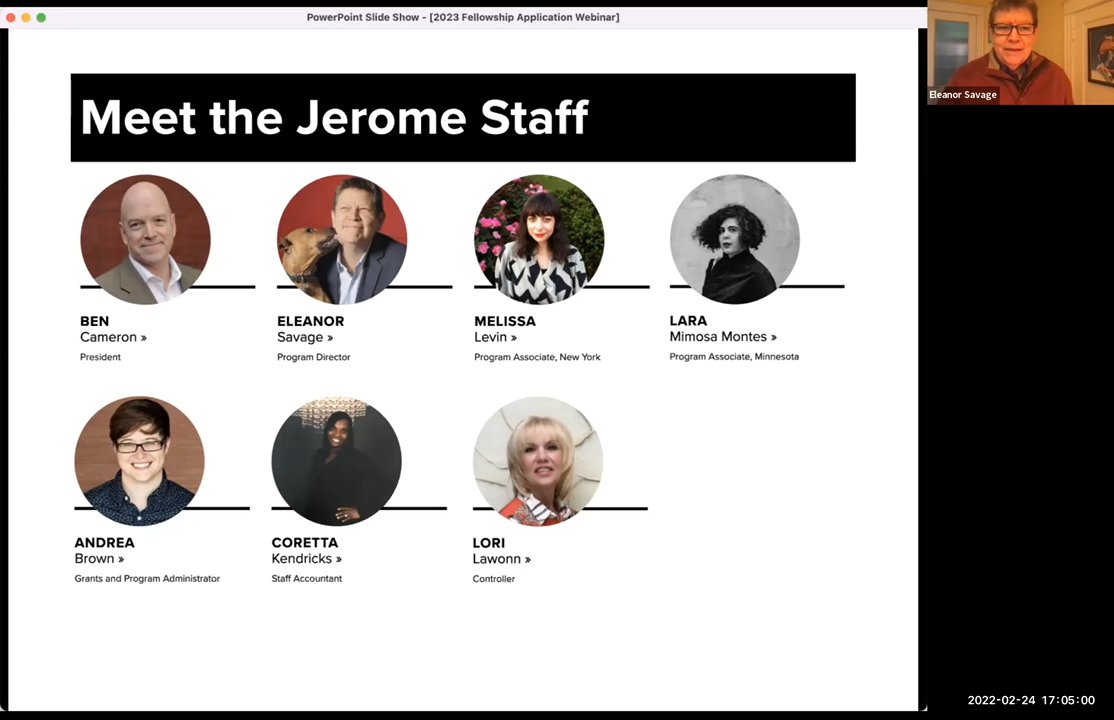 PowerPoint Slide Show - [2023 Fellowship Application Webinar]
Eleanor Savage
Meet the Jerome Staff
BEN
Cameron »
President
ELEANOR
Savage »
Program Director
MELISSA
Levin »
Program Associate, New York
LARA
Mimosa Montes »
Program Associate, Minnesota
ANDREA
Brown »
Grants and Program Administrator
CORETTA
Kendricks »
Staff Accountant
LORI
Lawonn »
Controller
2022-02-24 17:05:00